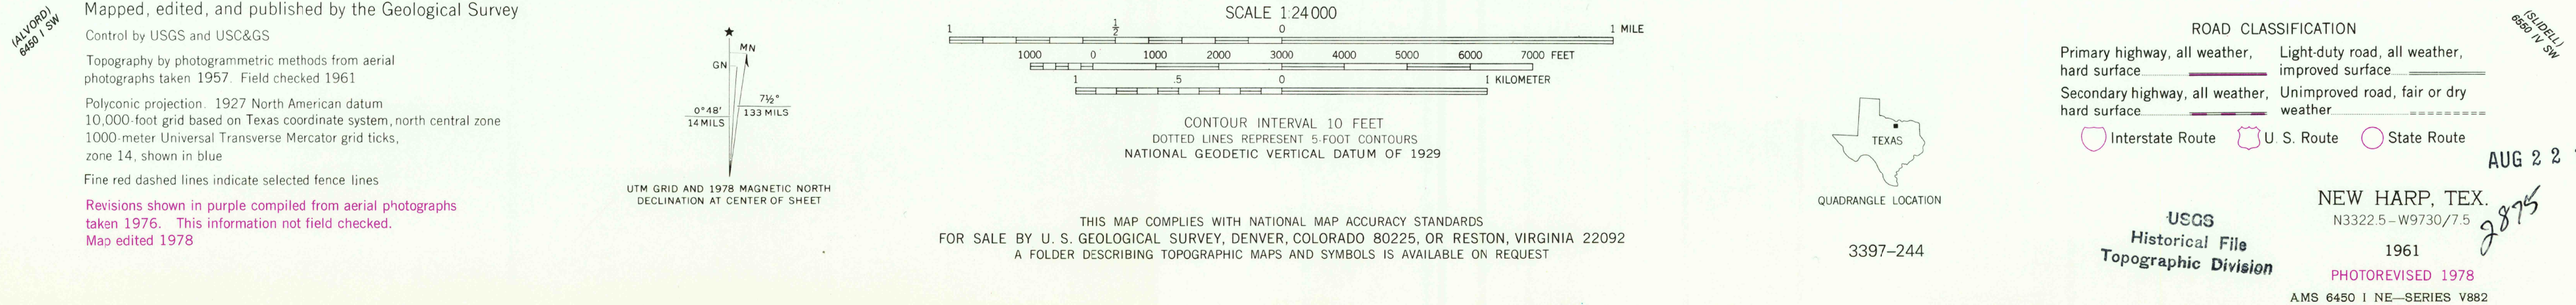 (ALVORD)
6450 I SW
Mapped, edited, and published by the Geological Survey
Control by USGS and USC&GS
Topography by photogrammetric methods from aerial
photographs taken 1957. Field checked 1961
Polyconic projection. 1927 North American datum
10,000-foot grid based on Texas coordinate system, north central zone
1000-meter Universal Transverse Mercator grid ticks,
zone 14, shown in blue
Fine red dashed lines indicate selected fence lines
Revisions shown in purple compiled from aerial photographs
taken 1976. This information not field checked.
Map edited 1978
★
MN
GN
0°48'
14 MILS
7½°
133 MILS
UTM GRID AND 1978 MAGNETIC NORTH
DECLINATION AT CENTER OF SHEET
SCALE 1:24 000
1 ½ 0 1 MILE
1000 0 1000 2000 3000 4000 5000 6000 7000 FEET
1 .5 0 1 KILOMETER
CONTOUR INTERVAL 10 FEET
DOTTED LINES REPRESENT 5-FOOT CONTOURS
NATIONAL GEODETIC VERTICAL DATUM OF 1929
THIS MAP COMPLIES WITH NATIONAL MAP ACCURACY STANDARDS
FOR SALE BY U. S. GEOLOGICAL SURVEY, DENVER, COLORADO 80225, OR RESTON, VIRGINIA 22092
A FOLDER DESCRIBING TOPOGRAPHIC MAPS AND SYMBOLS IS AVAILABLE ON REQUEST
TEXAS
QUADRANGLE LOCATION
3397-244
ROAD CLASSIFICATION
Primary highway, all weather,
hard surface
Light-duty road, all weather,
improved surface
Secondary highway, all weather,
hard surface
Unimproved road, fair or dry
weather
Interstate Route
U. S. Route
State Route
(SLIDELL)
6550 IV SW
AUG 2 2
USGS
Historical File
Topographic Division
NEW HARP, TEX.
N3322.5-W9730/7.5
2875
1961
PHOTOREVISED 1978
AMS 6450 I NE—SERIES V882